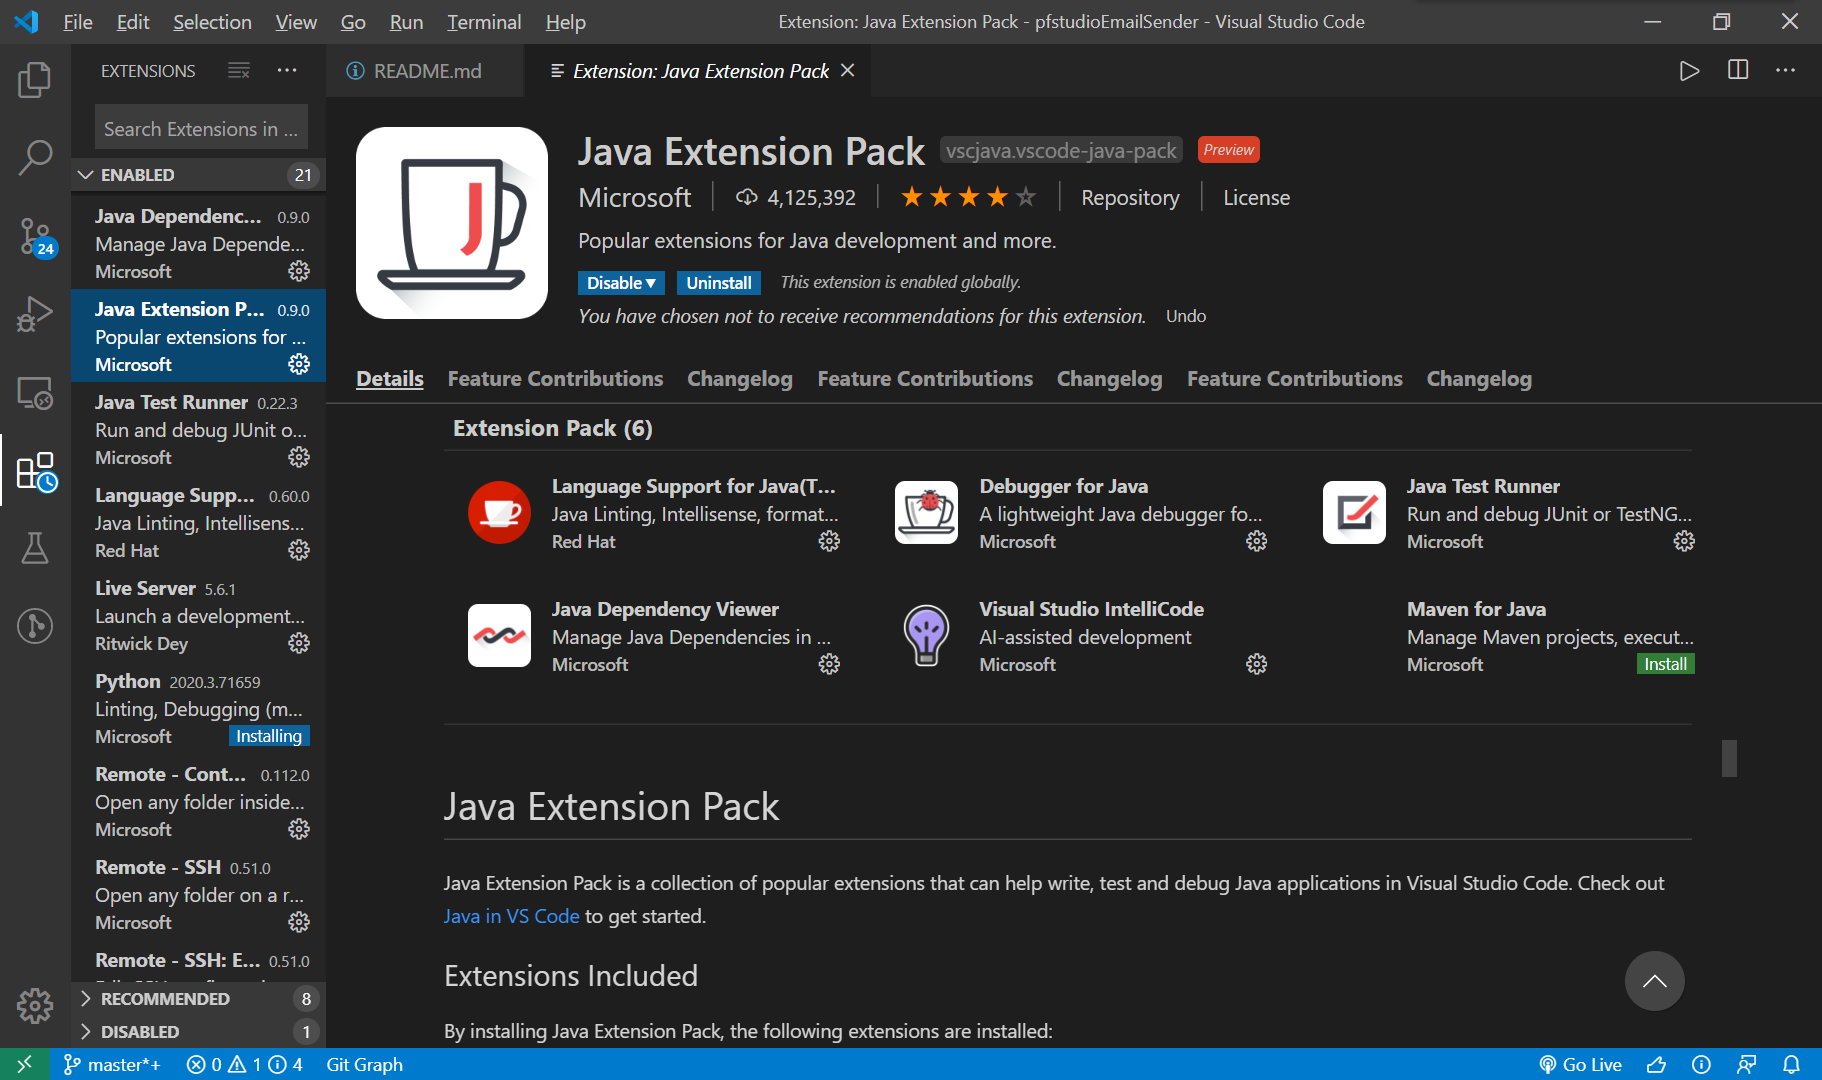 File Edit Selection View Go Run Terminal Help
Extension: Java Extension Pack - pfstudioEmailSender - Visual Studio Code
EXTENSIONS
README.md
Extension: Java Extension Pack
Search Extensions in ...
ENABLED 21
Java Dependenc... 0.9.0
Manage Java Depende...
Microsoft
Java Extension P... 0.9.0
Popular extensions for ...
Microsoft
Java Test Runner 0.22.3
Run and debug JUnit o...
Microsoft
Language Supp... 0.60.0
Java Linting, Intellisens...
Red Hat
Live Server 5.6.1
Launch a development...
Ritwick Dey
Python 2020.3.71659
Linting, Debugging (m...
Microsoft Installing
Remote - Cont... 0.112.0
Open any folder inside...
Microsoft
Remote - SSH 0.51.0
Open any folder on a r...
Microsoft
Remote - SSH: E... 0.51.0
RECOMMENDED 8
DISABLED 1
24
Java Extension Pack vscjava.vscode-java-pack Preview
Microsoft 4,125,392 Repository License
Popular extensions for Java development and more.
Disable Uninstall This extension is enabled globally.
You have chosen not to receive recommendations for this extension. Undo
Details Feature Contributions Changelog Feature Contributions Changelog Feature Contributions Changelog
Extension Pack (6)
Language Support for Java(T...
Java Linting, Intellisense, format...
Red Hat
Debugger for Java
A lightweight Java debugger fo...
Microsoft
Java Test Runner
Run and debug JUnit or TestNG...
Microsoft
Java Dependency Viewer
Manage Java Dependencies in ...
Microsoft
Visual Studio IntelliCode
AI-assisted development
Microsoft
Maven for Java
Manage Maven projects, execut...
Microsoft Install
Java Extension Pack
Java Extension Pack is a collection of popular extensions that can help write, test and debug Java applications in Visual Studio Code. Check out
Java in VS Code to get started.
Extensions Included
By installing Java Extension Pack, the following extensions are installed:
master*+ 0 1 4 Git Graph
Go Live